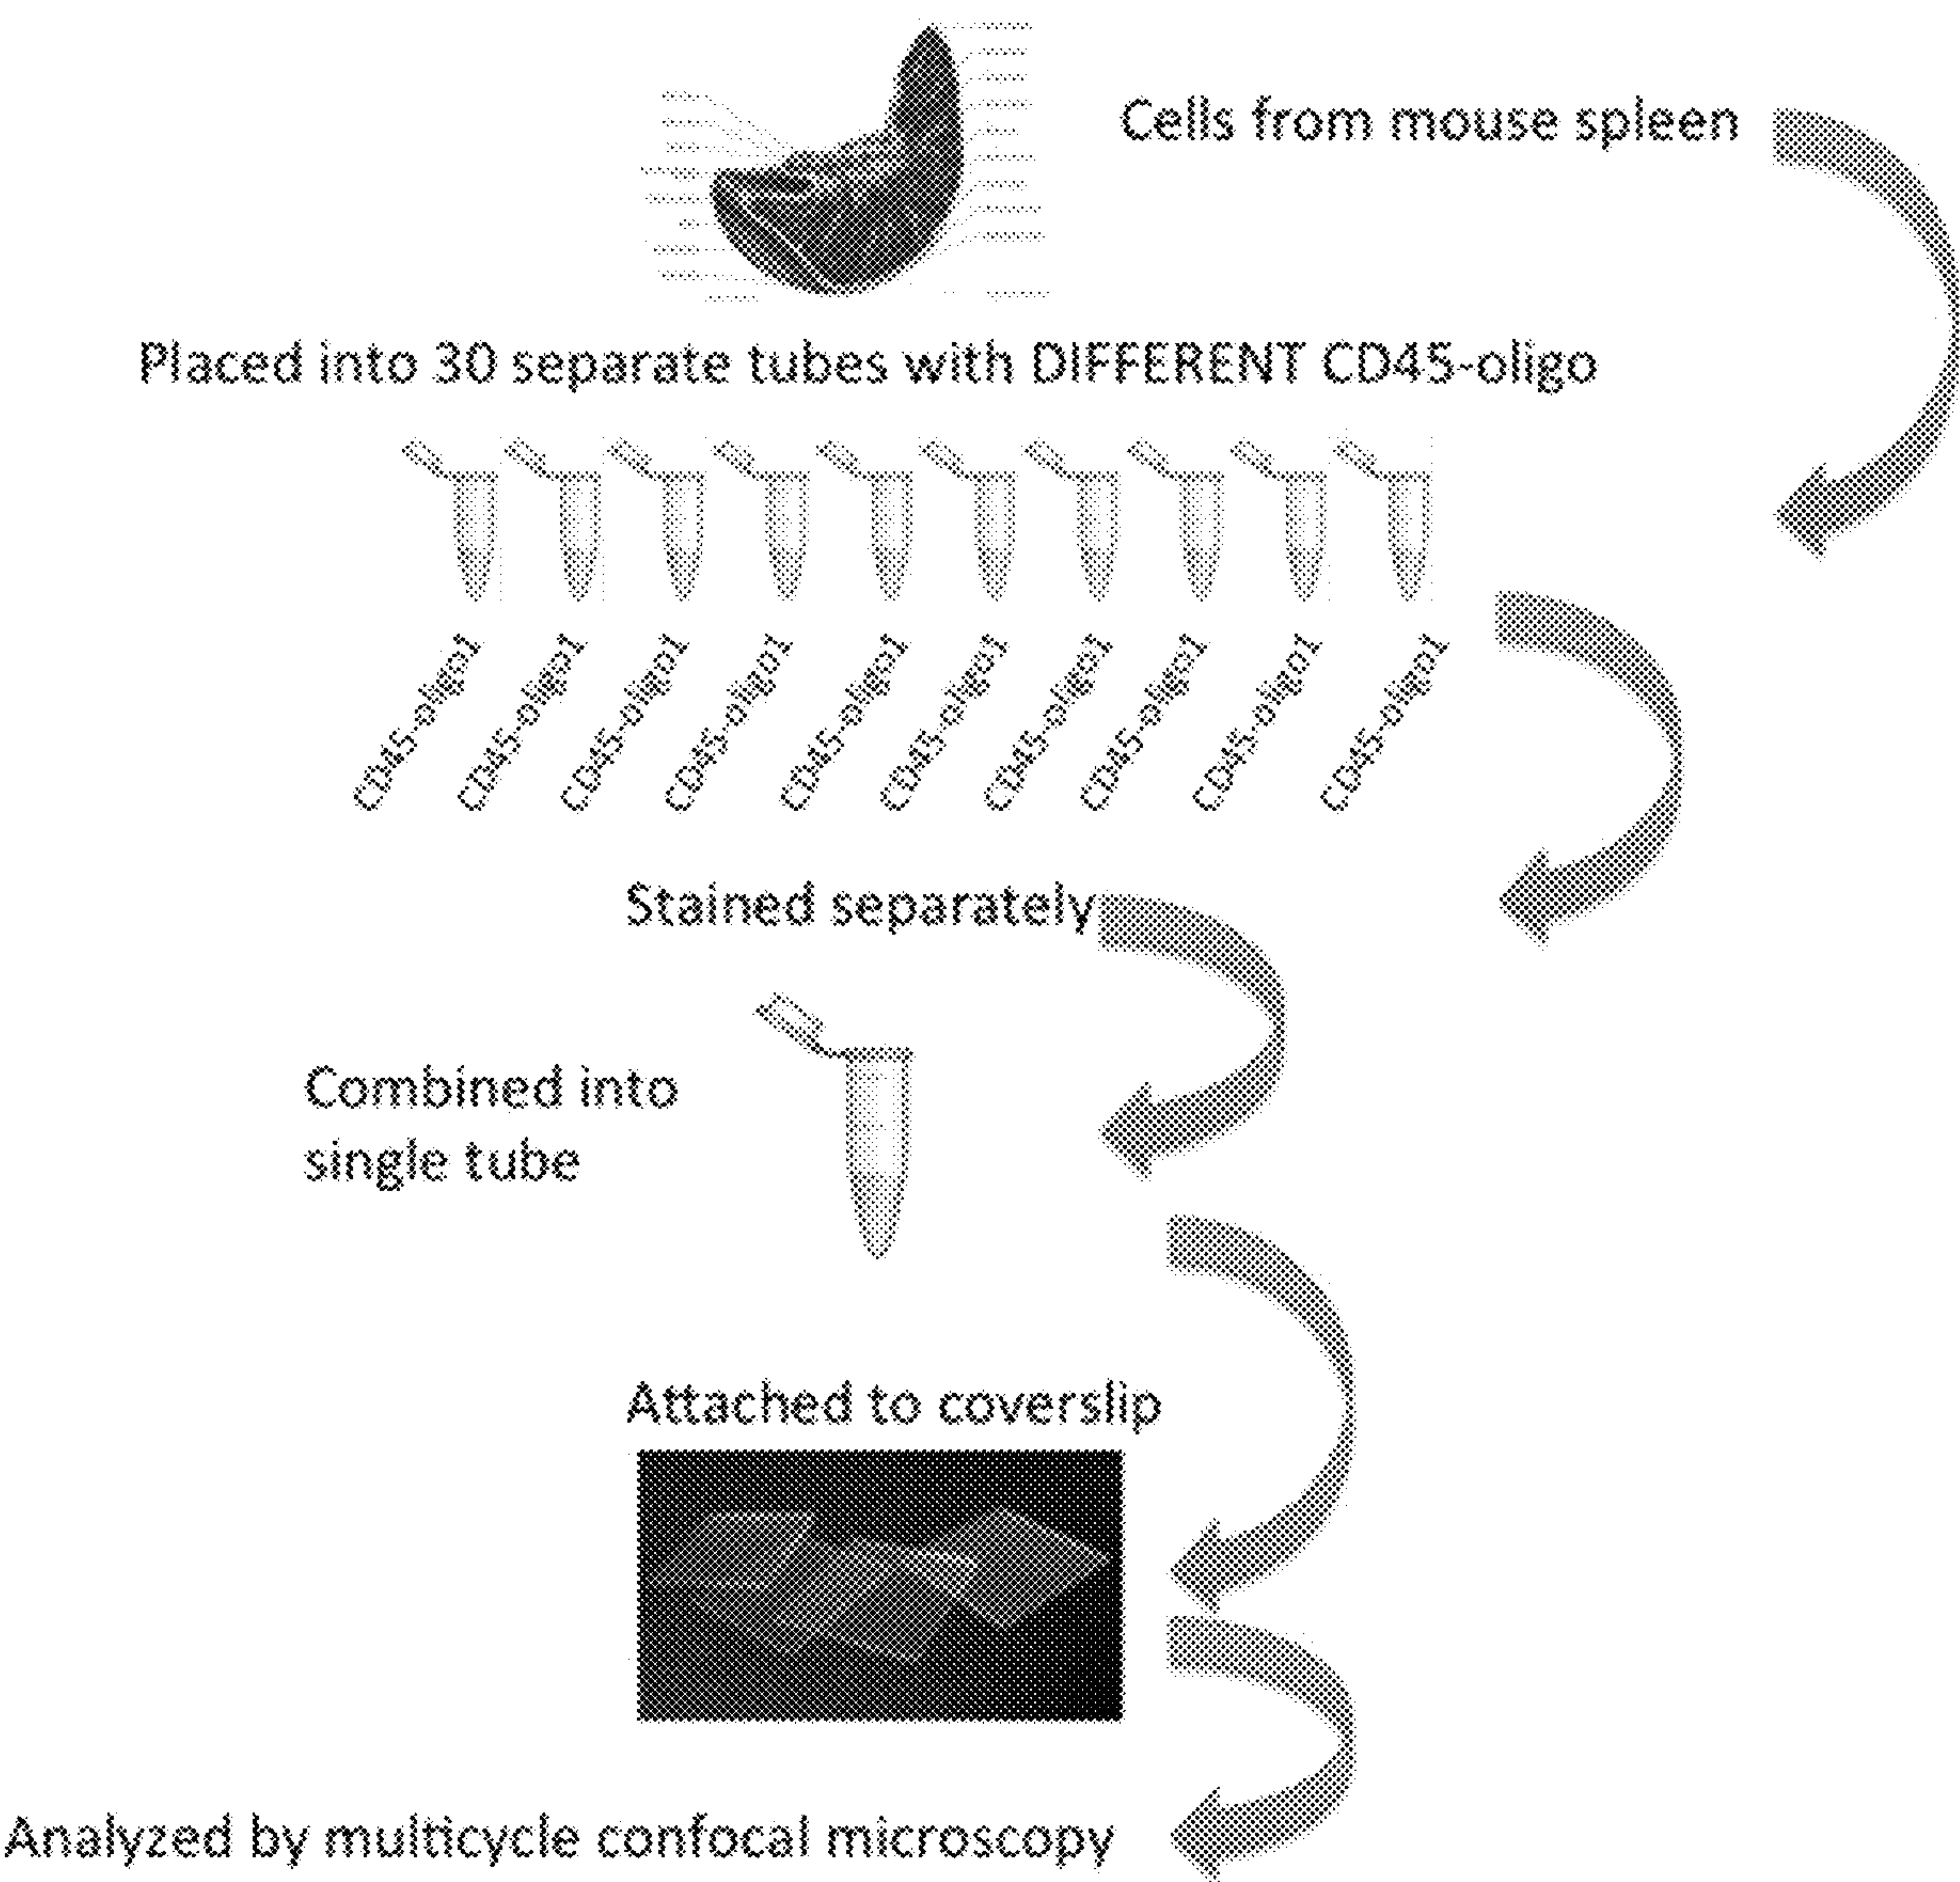 Cells from mouse spleen
Placed into 30 separate tubes with DIFFERENT CD45-oligo
CD45-oligo1
CD45-oligo1
CD45-oligo1
CD45-oligo1
CD45-oligo1
CD45-oligo1
CD45-oligo1
CD45-oligo1
CD45-oligo1
CD45-oligo1
Stained separately
Combined into
single tube
Attached to coverslip
Analyzed by multicycle confocal microscopy